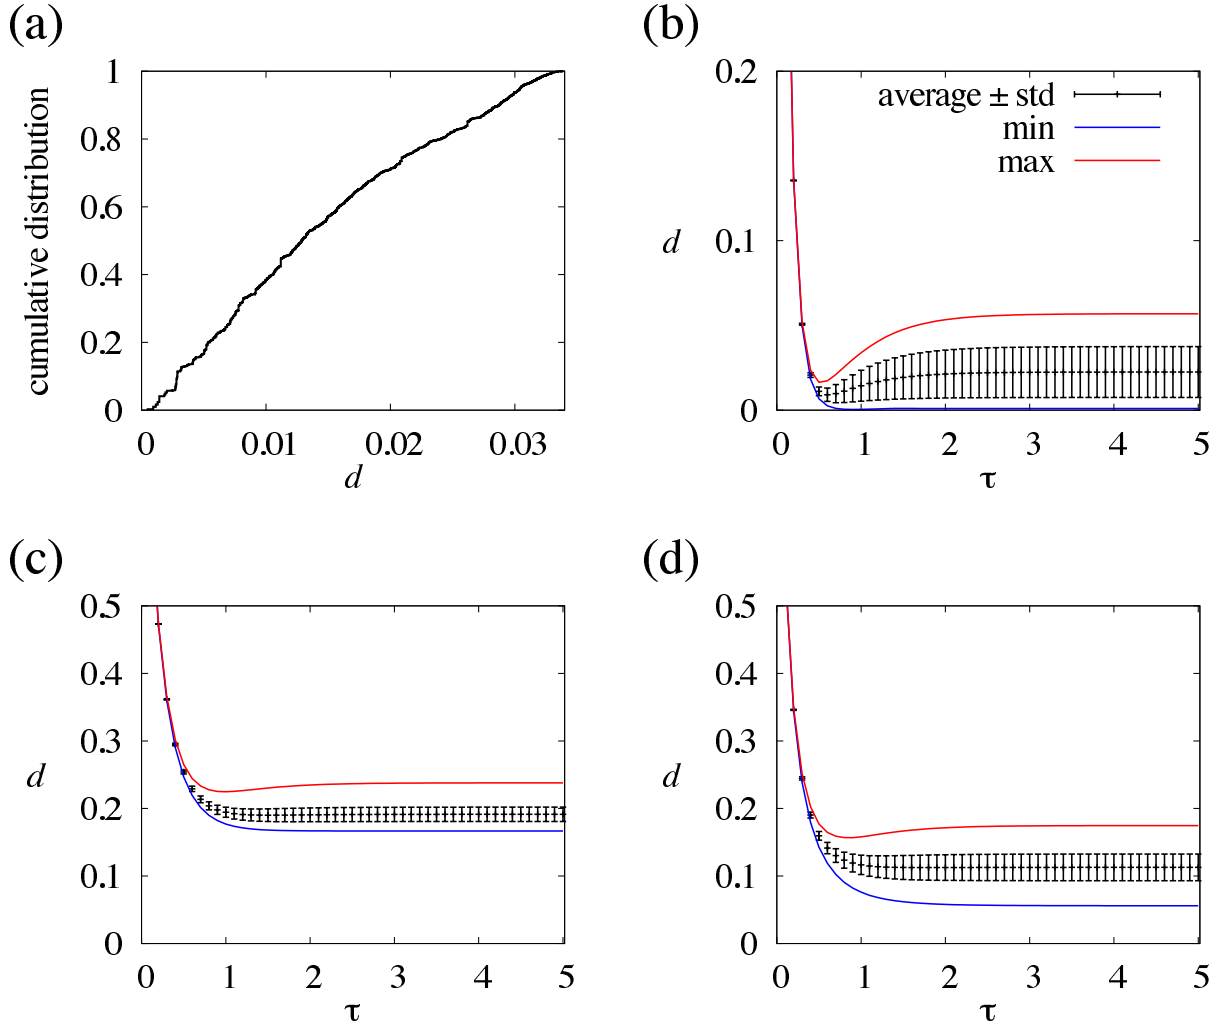 (a)
cumulative distribution
1
0.8
0.6
0.4
0.2
0
0 0.01 0.02 0.03
d
(b)
d
0.2
0.1
0
average ± std
min
max
0 1 2 3 4 5
τ
(c)
d
0.5
0.4
0.3
0.2
0.1
0
0 1 2 3 4 5
τ
(d)
d
0.5
0.4
0.3
0.2
0.1
0
0 1 2 3 4 5
τ